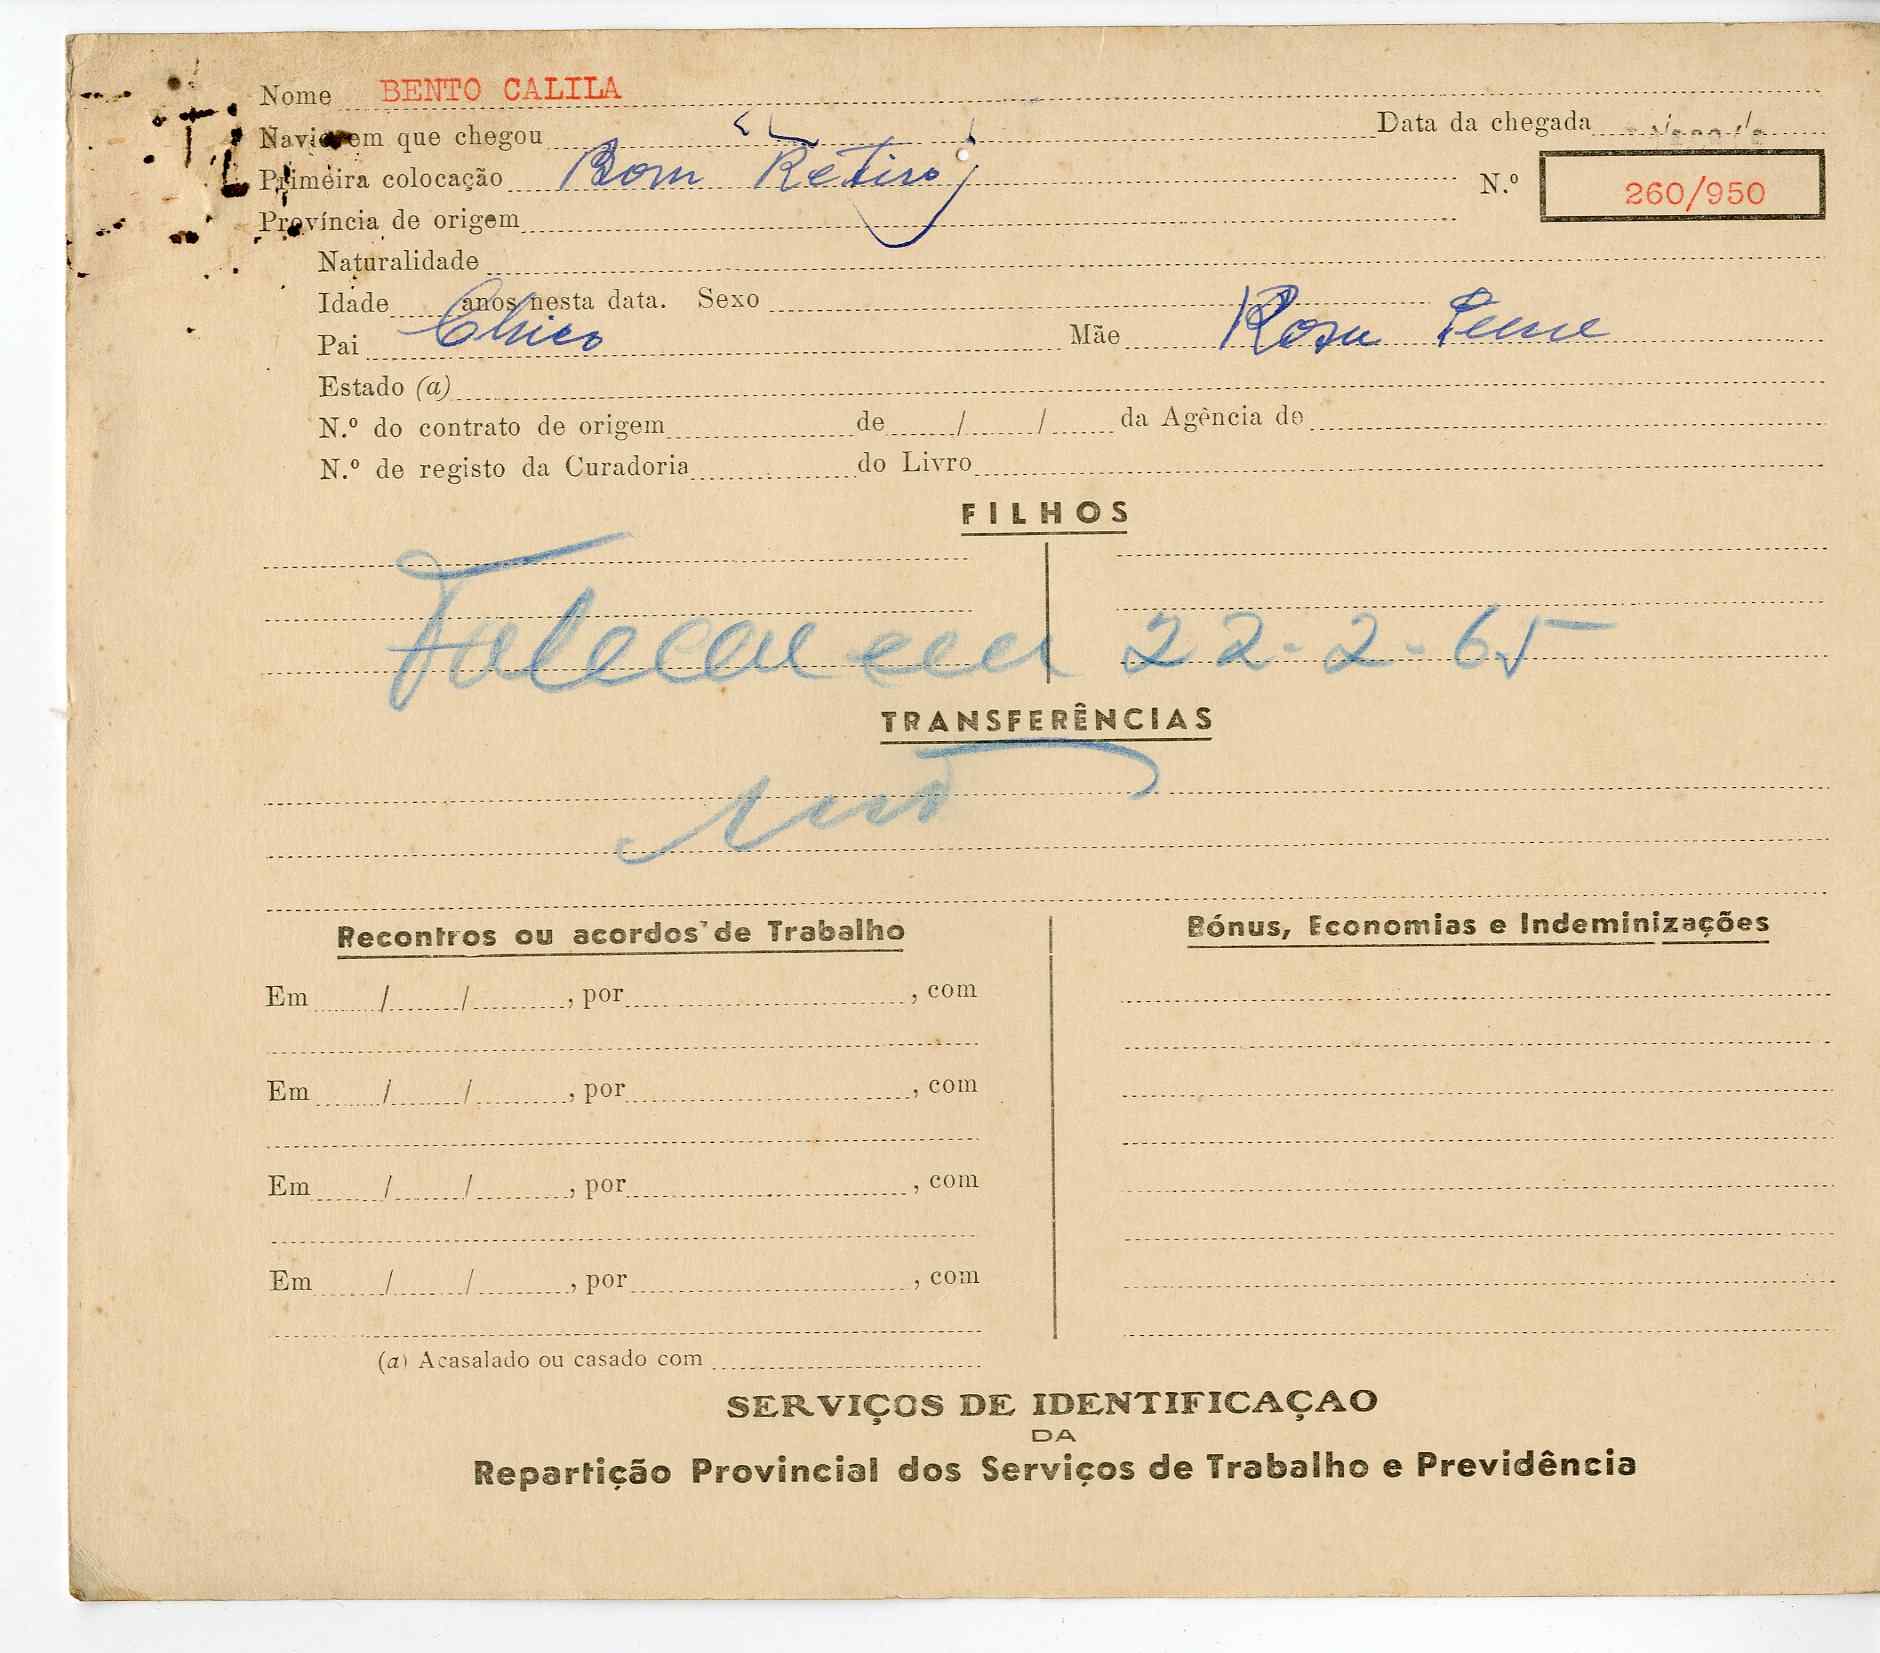 Nome BENTO CALILA
Navio em que chegou Data da chegada
Primeira colocação Bom Retiro N.º 260/950
Província de origem
Naturalidade
Idade anos nesta data. Sexo
Pai Chico Mãe Rosa
Estado (a)
N.º do contrato de origem de / / da Agência de
N.º de registo da Curadoria do Livro
FILHOS
Faleceu em 22-2-65
TRANSFERÊNCIAS
Recontros ou acordos de Trabalho Bónus, Economias e Indeminizações
Em / / , por , com
Em / / , por , com
Em / / , por , com
Em / / , por , com
(a) Acasalado ou casado com
SERVIÇOS DE IDENTIFICAÇAO
DA
Repartição Provincial dos Serviços de Trabalho e Previdência